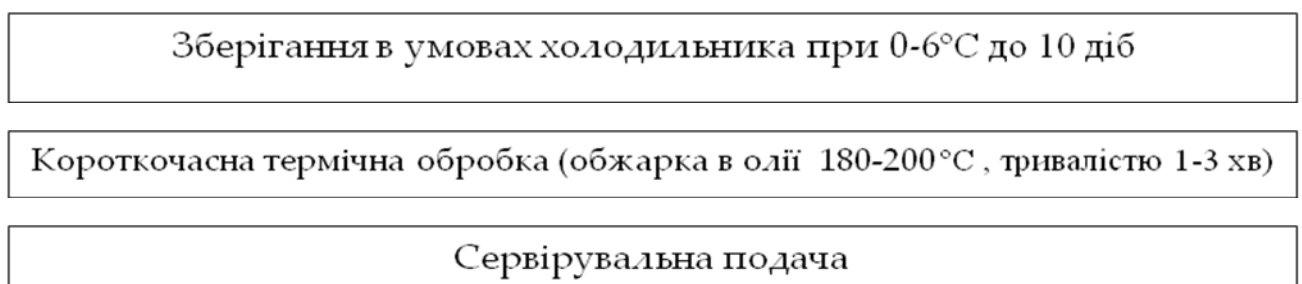 Зберігання в умовах холодильника при 0-6°С до 10 діб
Короткочасна термічна обробка (обжарка в олії 180-200°С , тривалістю 1-3 хв)
Сервірувальна подача